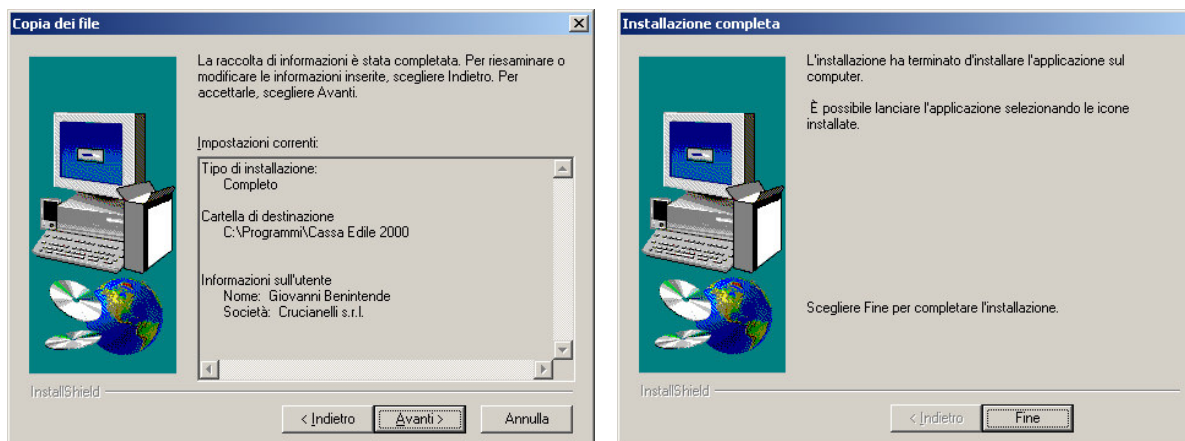 Copia dei file
La raccolta di informazioni è stata completata. Per riesaminare o
modificare le informazioni inserite, scegliere Indietro. Per
accettarle, scegliere Avanti.
Impostazioni correnti:
Tipo di installazione:
Completo
Cartella di destinazione
C:\Programmi\Cassa Edile 2000
Informazioni sull'utente
Nome: Giovanni Benintende
Società: Crucianelli s.r.l.
InstallShield
< Indietro
Avanti >
Annulla
Installazione completa
L'installazione ha terminato d'installare l'applicazione sul
computer.
È possibile lanciare l'applicazione selezionando le icone
installate.
Scegliere Fine per completare l'installazione.
InstallShield
< Indietro
Fine